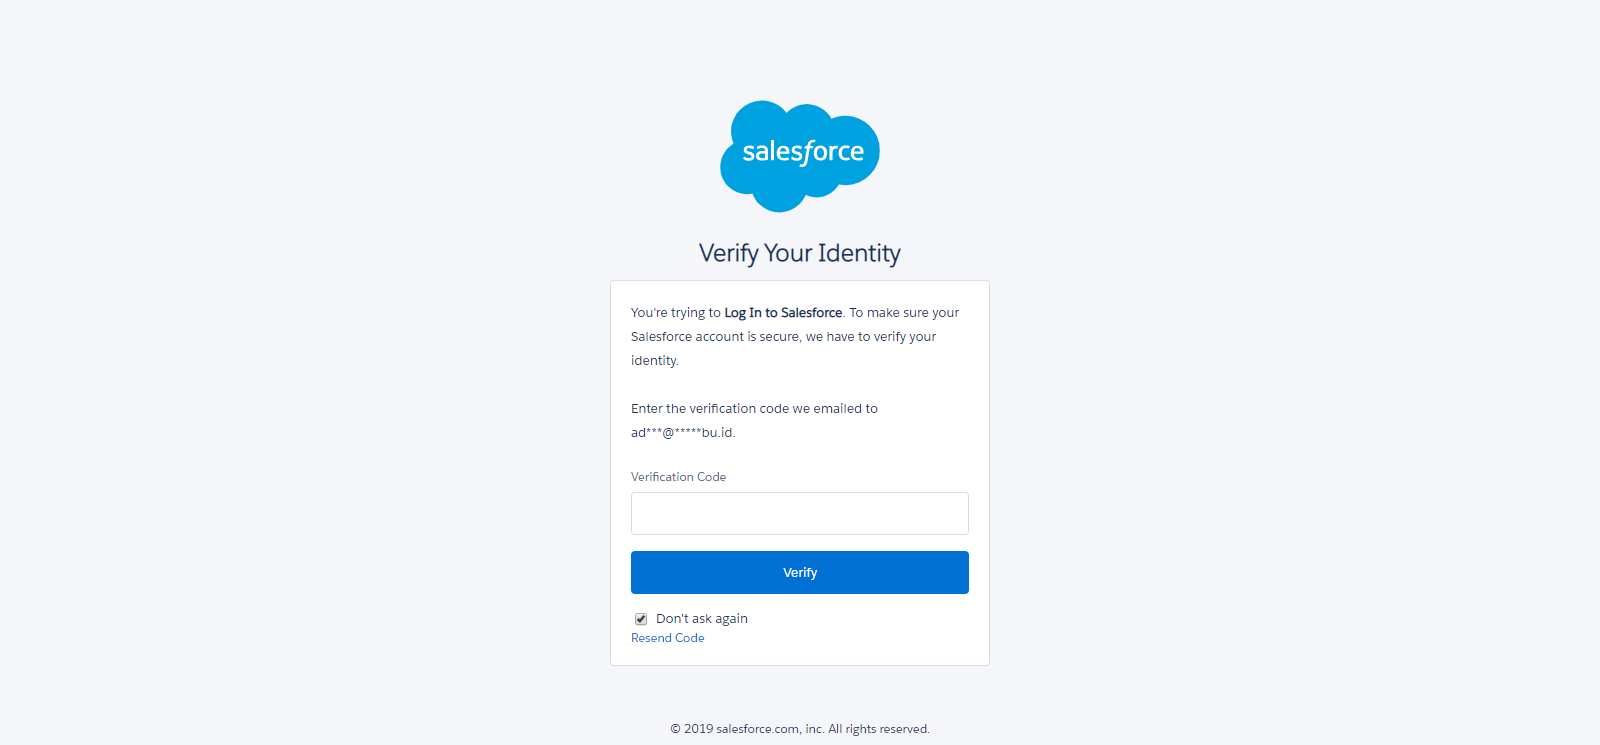 salesforce
Verify Your Identity
You're trying to Log In to Salesforce. To make sure your
Salesforce account is secure, we have to verify your
identity.
Enter the verification code we emailed to
ad***@*****bu.id.
Verification Code
Verify
Don't ask again
Resend Code
© 2019 salesforce.com, inc. All rights reserved.